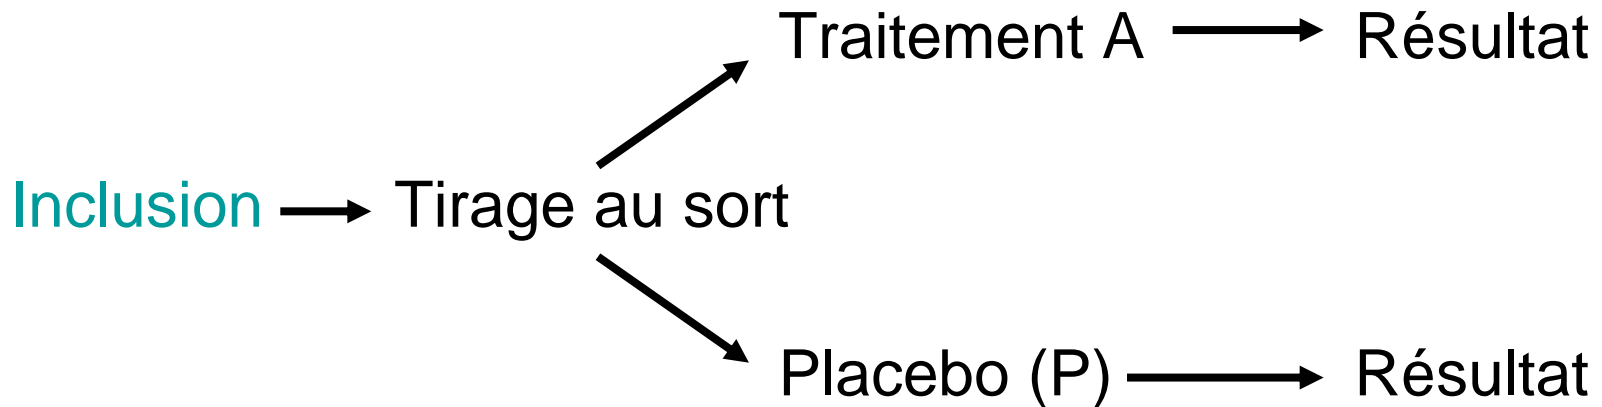 Traitement A Résultat
Inclusion Tirage au sort
Placebo (P) Résultat